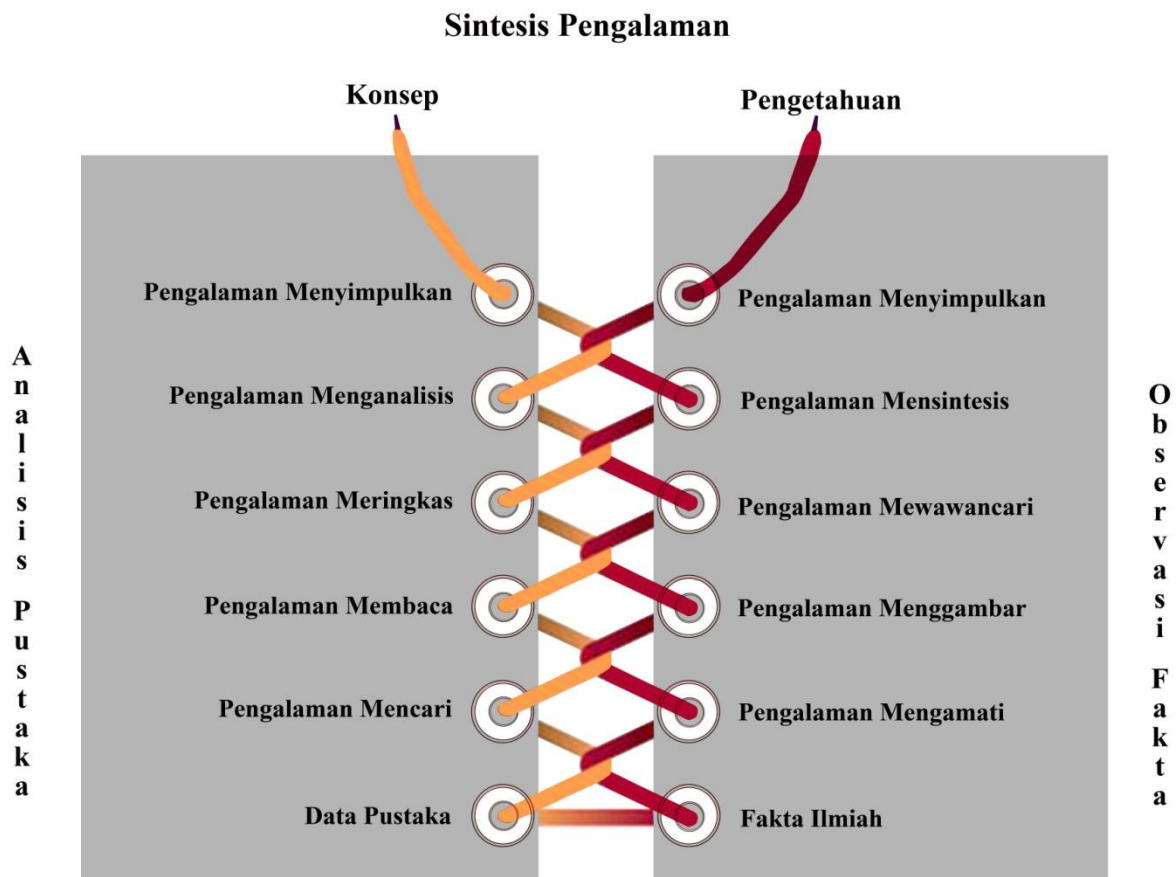 Sintesis Pengalaman
Konsep
Pengetahuan
Analisis Pustaka
Pengalaman Menyimpulkan
Pengalaman Menganalisis
Pengalaman Meringkas
Pengalaman Membaca
Pengalaman Mencari
Data Pustaka
Pengalaman Menyimpulkan
Pengalaman Mensintesis
Pengalaman Mewawancari
Pengalaman Menggambar
Pengalaman Mengamati
Fakta Ilmiah
Observasi Fakta